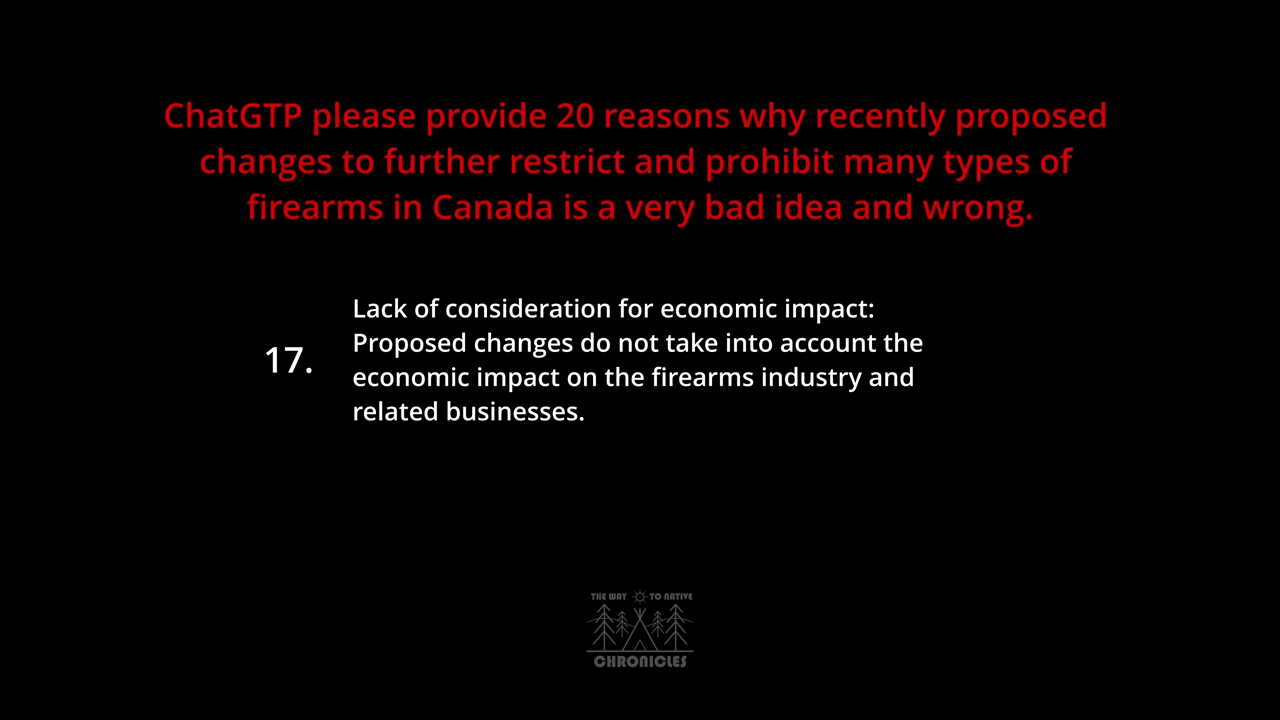 ChatGTP please provide 20 reasons why recently proposed
changes to further restrict and prohibit many types of
firearms in Canada is a very bad idea and wrong.
17.
Lack of consideration for economic impact:
Proposed changes do not take into account the
economic impact on the firearms industry and
related businesses.
THE WAY TO NATIVE
CHRONICLES